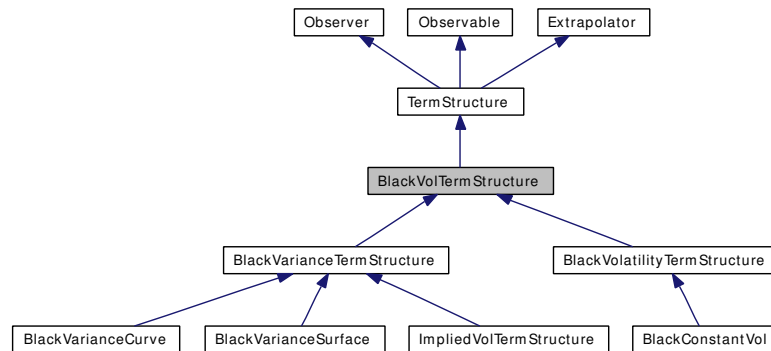 Observer
Observable
Extrapolator
TermStructure
BlackVolTermStructure
BlackVarianceTermStructure
BlackVolatilityTermStructure
BlackVarianceCurve
BlackVarianceSurface
ImpliedVolTermStructure
BlackConstantVol